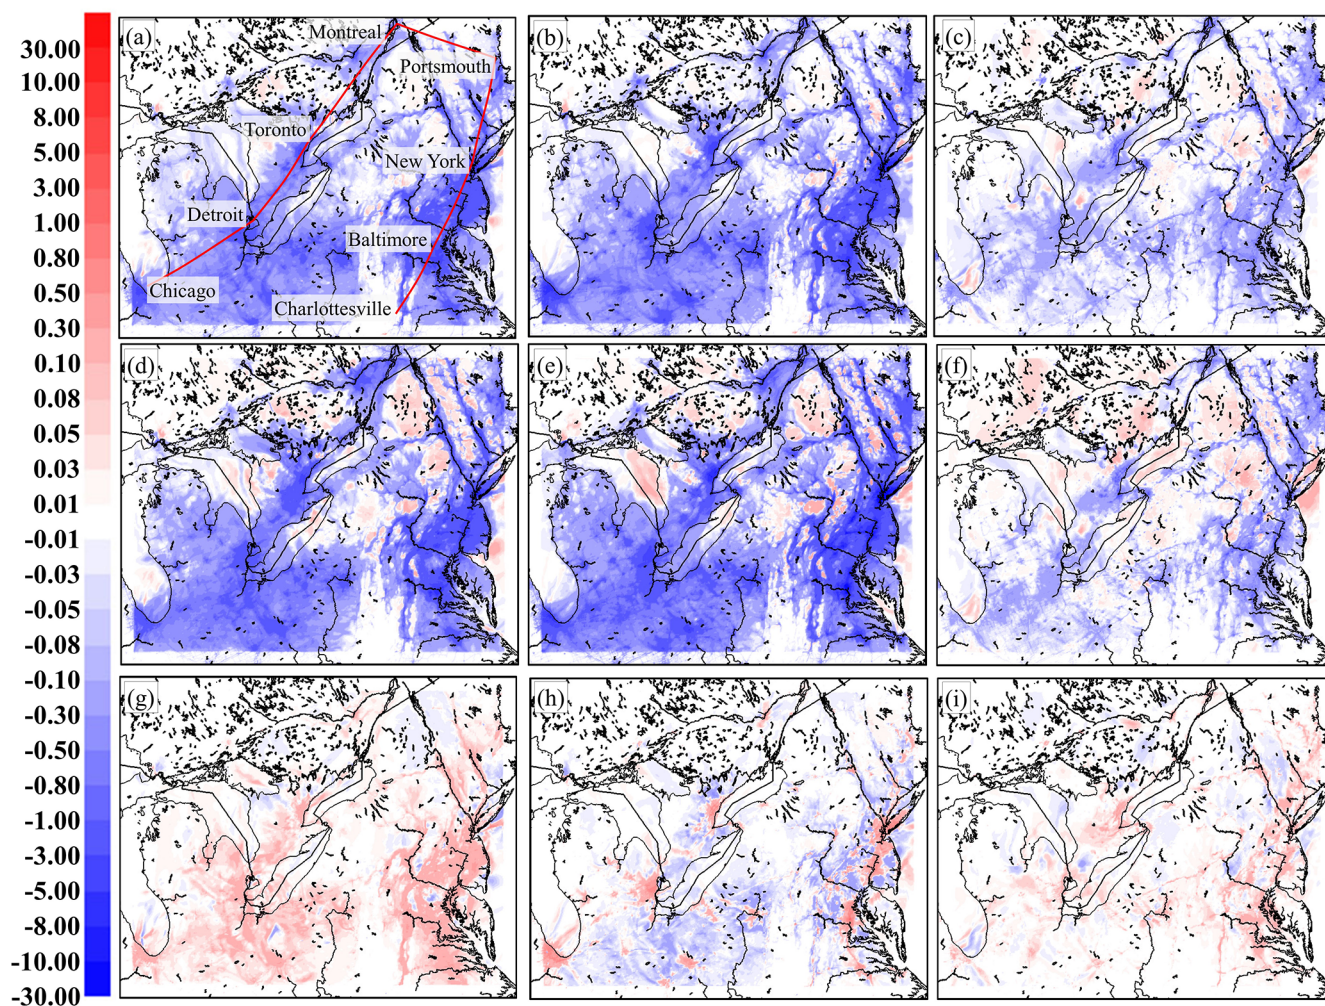 30.00
10.00
8.00
5.00
3.00
1.00
0.80
0.50
0.30
0.10
0.08
0.05
0.03
0.01
-0.01
-0.03
-0.05
-0.08
-0.10
-0.30
-0.50
-0.80
-1.00
-3.00
-5.00
-8.00
-10.00
-30.00
(a)
Montreal
Portsmouth
Toronto
New York
Detroit
Baltimore
Chicago
Charlottesville
(b)
(c)
(d)
(e)
(f)
(g)
(h)
(i)